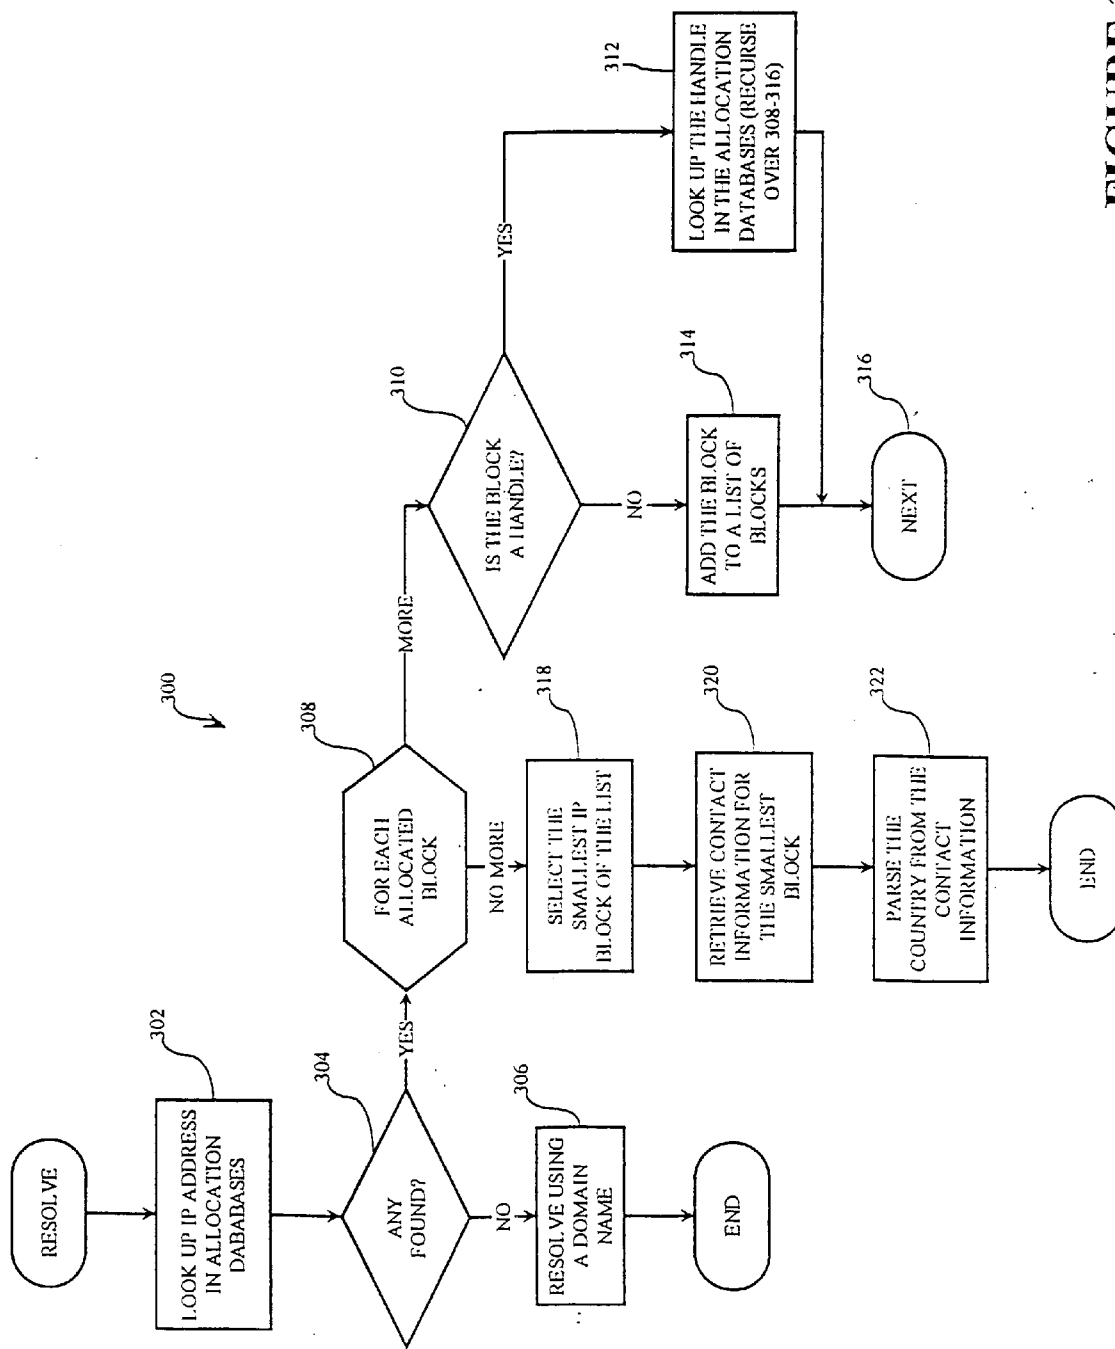 RESOLVE
302
LOOK UP IP ADDRESS
IN ALLOCATION
DABABASES
304
ANY
FOUND?
NO
YES
306
RESOLVE USING
A DOMAIN
NAME
END
300
308
FOR EACH
ALLOCATED
BLOCK
MORE
NO MORE
318
SELECT THE
SMALLEST IP
BLOCK OF THE LIST
320
RETRIEVE CONTACT
INFORMATION FOR
THE SMALLEST
BLOCK
322
PARSE THE
COUNTRY FROM THE
CONTACT
INFORMATION
END
310
IS THE BLOCK
A HANDLE?
YES
NO
312
LOOK UP THE HANDLE
IN THE ALLOCATION
DATABASES (RECURSE
OVER 308-316)
314
ADD THE BLOCK
TO A LIST OF
BLOCKS
316
NEXT
FIGURE